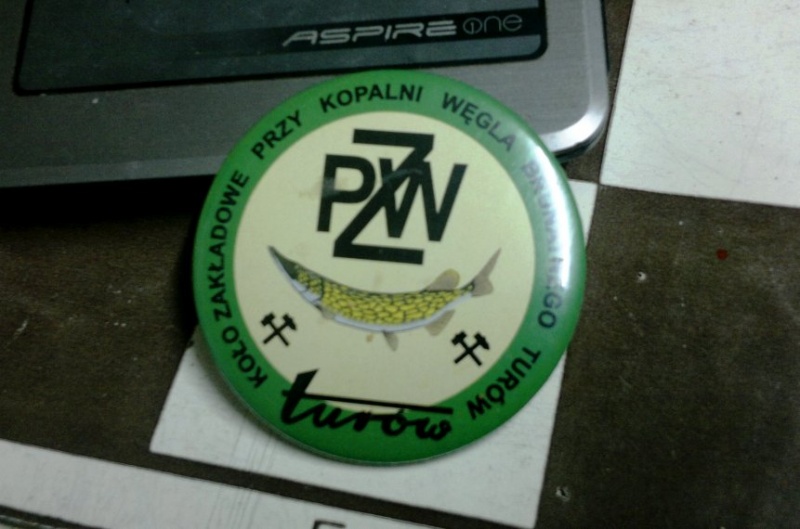 ASPIRE one
KOŁO ZAKŁADOWE PRZY KOPALNI WĘGLA BRUNATNEGO TURÓW
PZW
turów